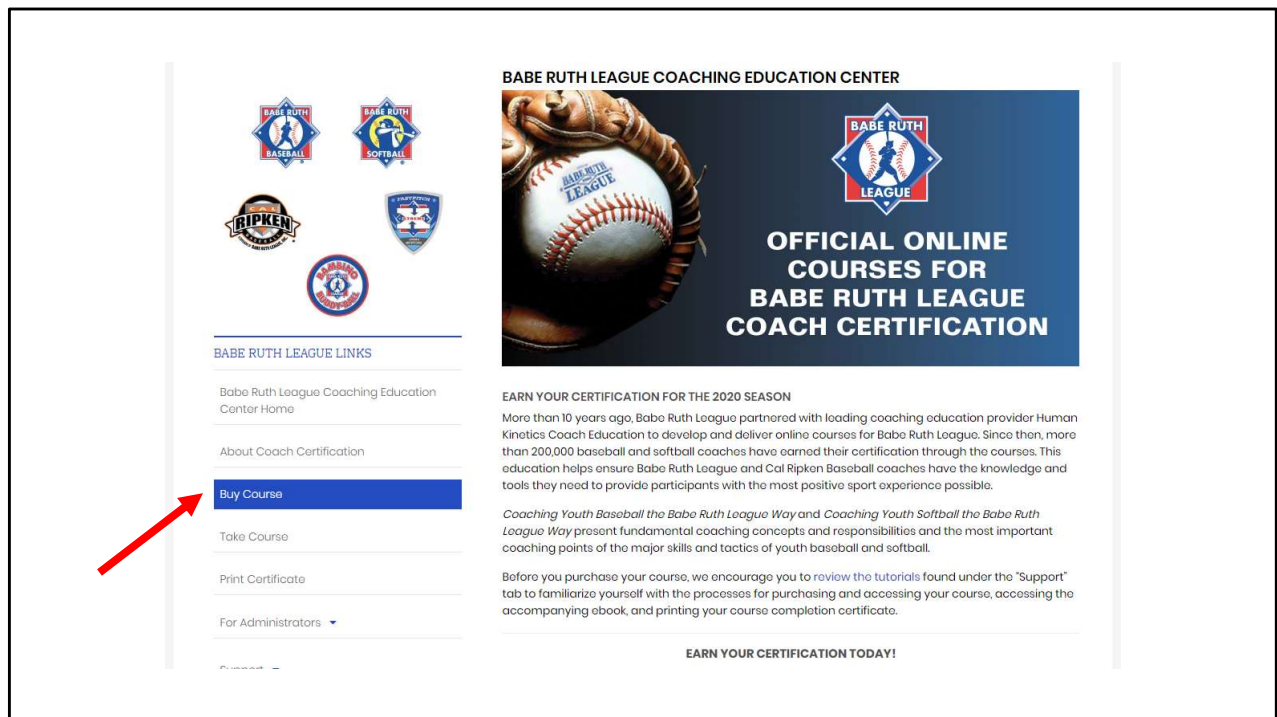 BABE RUTH LEAGUE COACHING EDUCATION CENTER
BABE RUTH
BASEBALL
BABE RUTH
SOFTBALL
CAL
RIPKEN
BASEBALL
FASTPITCH
XTREME
BAMBINO
BUDDY-BALL
BABE RUTH
LEAGUE
BABE RUTH
LEAGUE
OFFICIAL ONLINE
COURSES FOR
BABE RUTH LEAGUE
COACH CERTIFICATION
BABE RUTH LEAGUE LINKS
Babe Ruth League Coaching Education
Center Home
About Coach Certification
Buy Course
Take Course
Print Certificate
For Administrators
Support
EARN YOUR CERTIFICATION FOR THE 2020 SEASON
More than 10 years ago, Babe Ruth League partnered with leading coaching education provider Human
Kinetics Coach Education to develop and deliver online courses for Babe Ruth League. Since then, more
than 200,000 baseball and softball coaches have earned their certification through the courses. This
education helps ensure Babe Ruth League and Cal Ripken Baseball coaches have the knowledge and
tools they need to provide participants with the most positive sport experience possible.
Coaching Youth Baseball the Babe Ruth League Way and Coaching Youth Softball the Babe Ruth
League Way present fundamental coaching concepts and responsibilities and the most important
coaching points of the major skills and tactics of youth baseball and softball.
Before you purchase your course, we encourage you to review the tutorials found under the "Support"
tab to familiarize yourself with the processes for purchasing and accessing your course, accessing the
accompanying ebook, and printing your course completion certificate.
EARN YOUR CERTIFICATION TODAY!